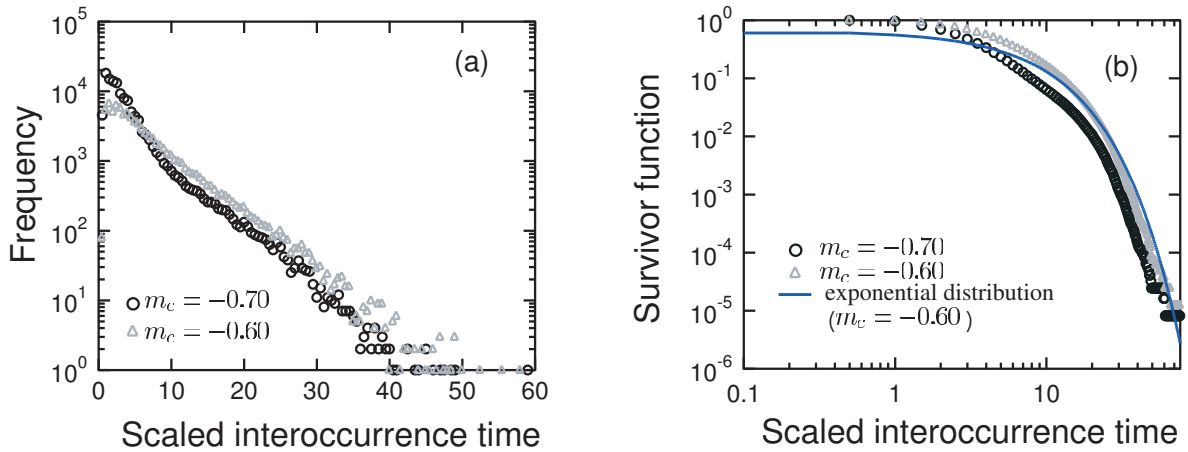 10^5
10^4
10^3
10^2
10^1
10^0
Frequency
(a)
m_c = −0.70
m_c = −0.60
0 10 20 30 40 50 60
Scaled interoccurrence time
10^0
10^-1
10^-2
10^-3
10^-4
10^-5
10^-6
Survivor function
(b)
m_c = −0.70
m_c = −0.60
exponential distribution
(m_c = −0.60)
0.1 1 10
Scaled interoccurrence time